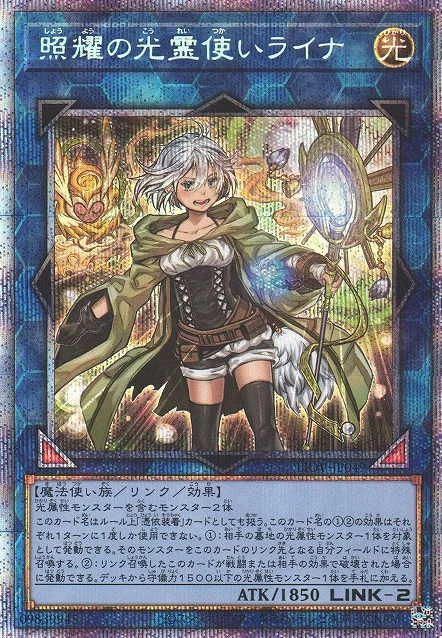 照耀の光霊使いライナ 光
【魔法使い族／リンク／効果】
光属性モンスターを含むモンスター2体
このカード名はルール上「憑依装着」カードとしても扱う。このカード名の①②の効果はそれ
ぞれ1ターンに1度しか使用できない。①：相手の墓地の光属性モンスター1体を対象
として発動できる。そのモンスターをこのカードのリンク先となる自分フィールドに特殊
召喚する。②：リンク召喚したこのカードが戦闘または相手の効果で破壊された場合
に発動できる。デッキから守備力1500以下の光属性モンスター1体を手札に加える。
ATK/1850 LINK-2